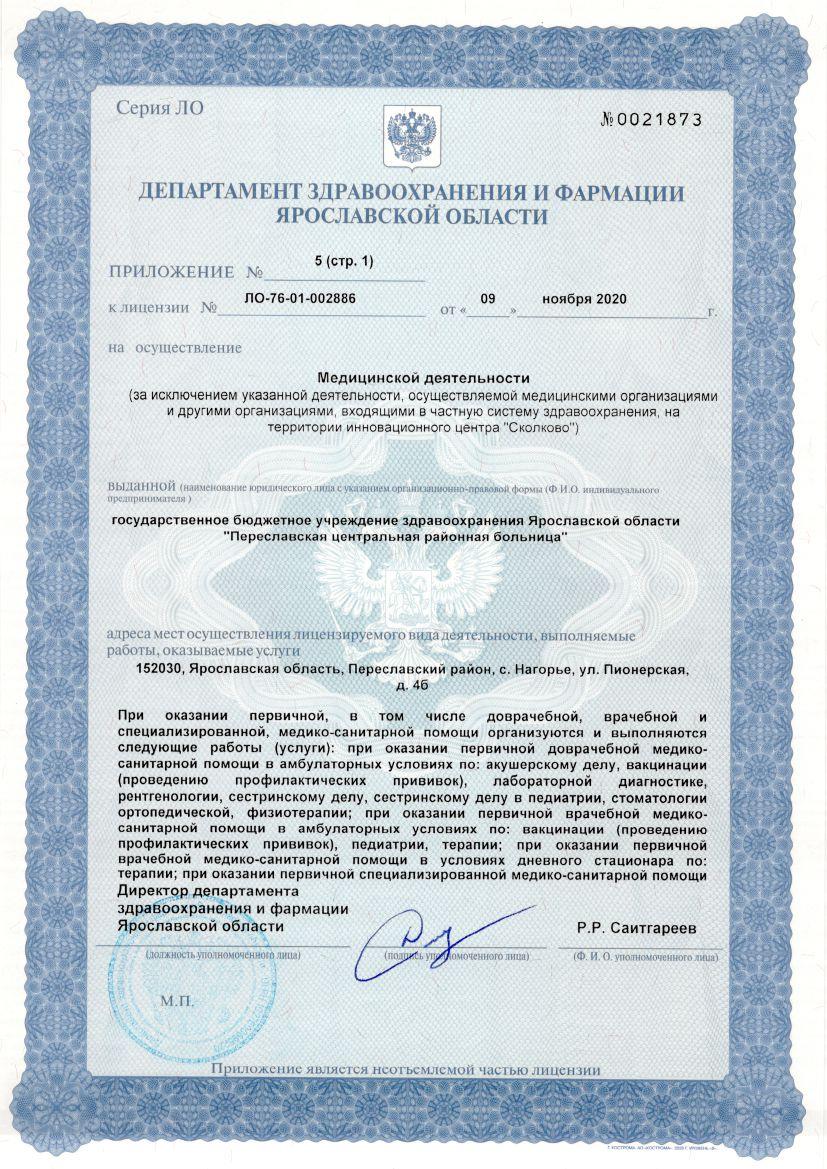 Серия ЛО
№ 0021873
ДЕПАРТАМЕНТ ЗДРАВООХРАНЕНИЯ И ФАРМАЦИИ
ЯРОСЛАВСКОЙ ОБЛАСТИ
ПРИЛОЖЕНИЕ № 5 (стр. 1)
к лицензии № ЛО-76-01-002886 от « 09 » ноября 2020 г.
на осуществление
Медицинской деятельности
(за исключением указанной деятельности, осуществляемой медицинскими организациями
и другими организациями, входящими в частную систему здравоохранения, на
территории инновационного центра "Сколково")
выданной (наименование юридического лица с указанием организационно-правовой формы (Ф.И.О. индивидуального
предпринимателя )
государственное бюджетное учреждение здравоохранения Ярославской области
"Переславская центральная районная больница"
адреса мест осуществления лицензируемого вида деятельности, выполняемые
работы, оказываемые услуги
152030, Ярославская область, Переславский район, с. Нагорье, ул. Пионерская,
д. 4б
При оказании первичной, в том числе доврачебной, врачебной и
специализированной, медико-санитарной помощи организуются и выполняются
следующие работы (услуги): при оказании первичной доврачебной медико-
санитарной помощи в амбулаторных условиях по: акушерскому делу, вакцинации
(проведению профилактических прививок), лабораторной диагностике,
рентгенологии, сестринскому делу, сестринскому делу в педиатрии, стоматологии
ортопедической, физиотерапии; при оказании первичной врачебной медико-
санитарной помощи в амбулаторных условиях по: вакцинации (проведению
профилактических прививок), педиатрии, терапии; при оказании первичной
врачебной медико-санитарной помощи в условиях дневного стационара по:
терапии; при оказании первичной специализированной медико-санитарной помощи
Директор департамента
здравоохранения и фармации
Ярославской области
Р.Р. Саитгареев
(должность уполномоченного лица) (подпись уполномоченного лица) (Ф. И. О. уполномоченного лица)
М.П.
Приложение является неотъемлемой частью лицензии